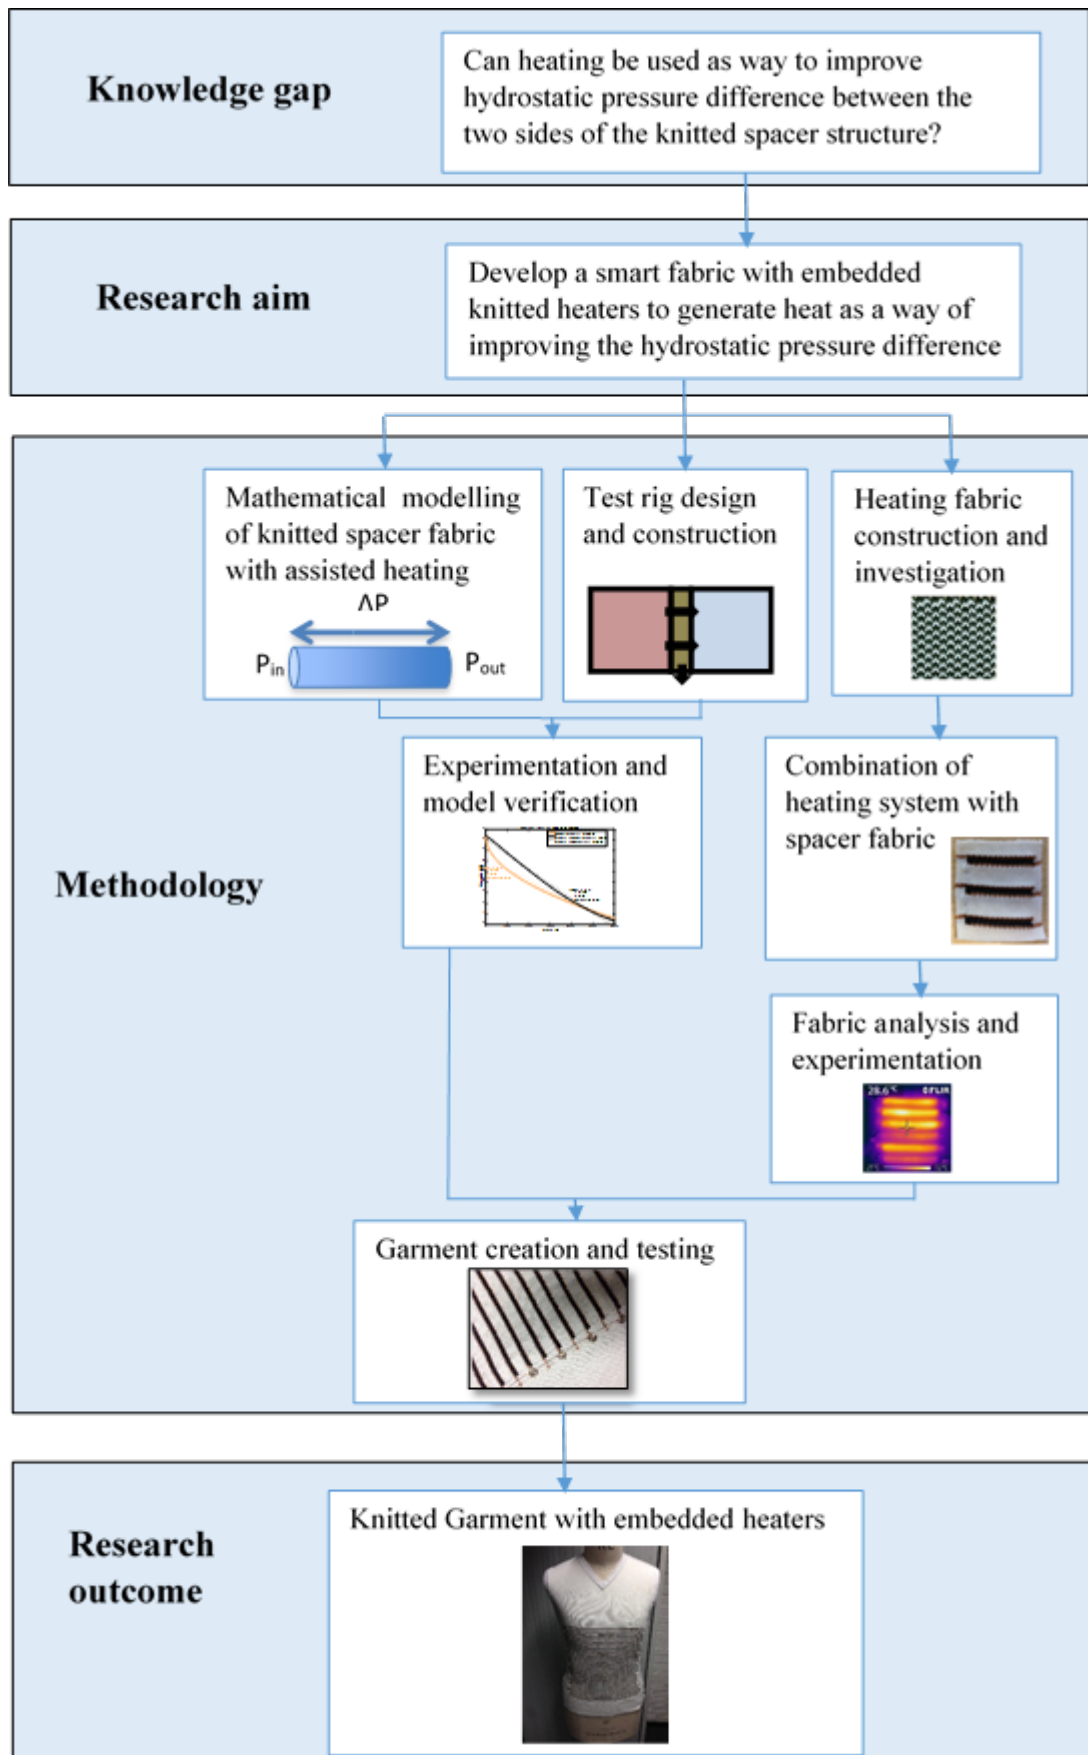 Knowledge gap
Can heating be used as way to improve
hydrostatic pressure difference between the
two sides of the knitted spacer structure?
Research aim
Develop a smart fabric with embedded
knitted heaters to generate heat as a way of
improving the hydrostatic pressure difference
Methodology
Mathematical modelling
of knitted spacer fabric
with assisted heating
ΛP
Pin
Pout
Test rig design
and construction
Heating fabric
construction and
investigation
Experimentation and
model verification
Combination of
heating system with
spacer fabric
Fabric analysis and
experimentation
28.6
FLIR
Garment creation and testing
Research
outcome
Knitted Garment with embedded heaters